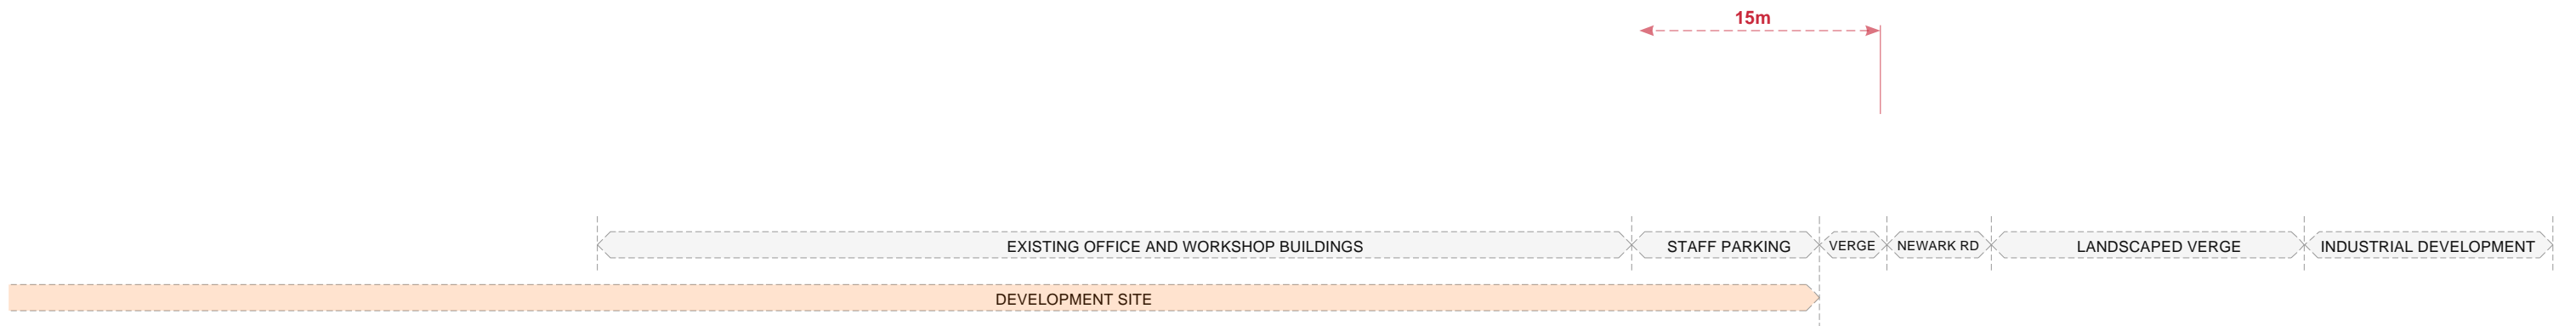 15m
EXISTING OFFICE AND WORKSHOP BUILDINGS
STAFF PARKING
VERGE
NEWARK RD
LANDSCAPED VERGE
INDUSTRIAL DEVELOPMENT
DEVELOPMENT SITE